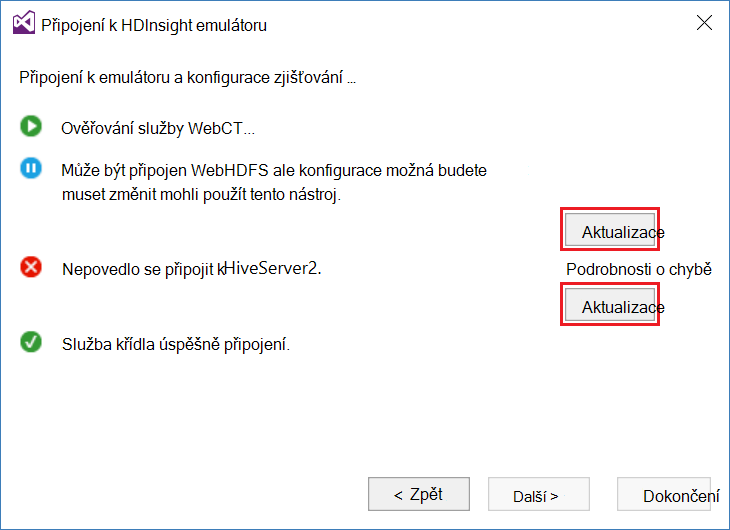 Připojení k HDInsight emulátoru
Připojení k emulátoru a konfigurace zjišťování ...
Ověřování služby WebCT...
Může být připojen WebHDFS ale konfigurace možná budete
muset změnit mohli použít tento nástroj.
Aktualizace
Nepovedlo se připojit kHiveServer2.
Podrobnosti o chybě
Aktualizace
Služba křídla úspěšně připojení.
< Zpět
Další >
Dokončení